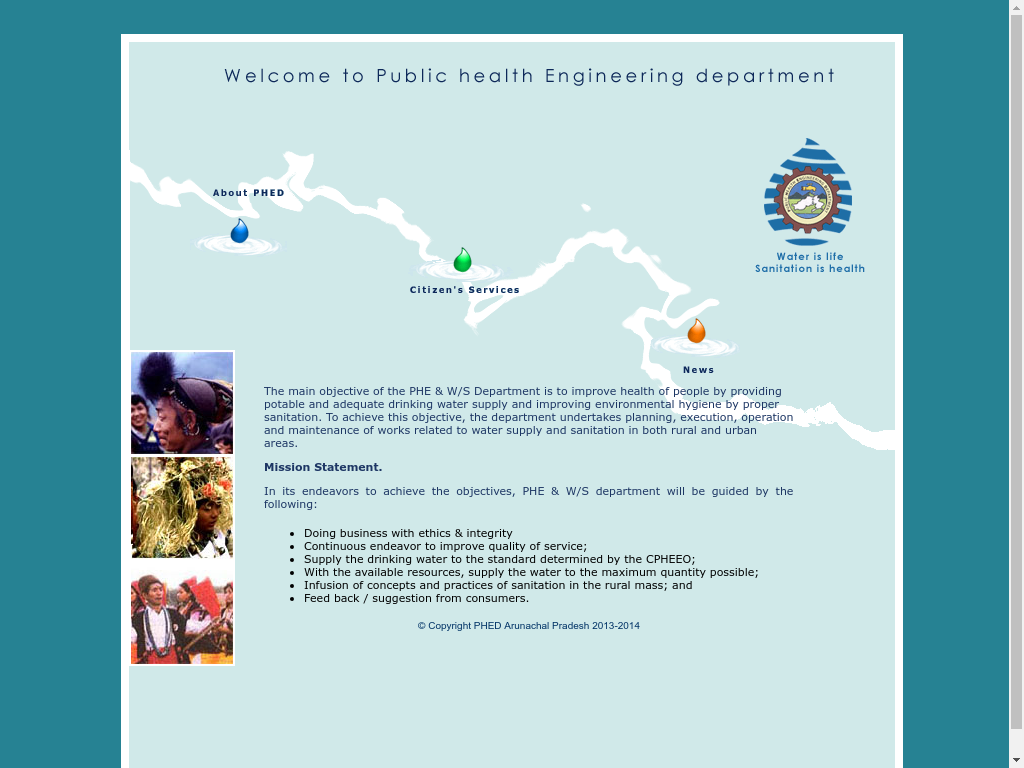 Welcome to Public health Engineering department
About PHED
Citizen's Services
Water is life
Sanitation is health
News
The main objective of the PHE & W/S Department is to improve health of people by providing
potable and adequate drinking water supply and improving environmental hygiene by proper
sanitation. To achieve this objective, the department undertakes planning, execution, operation
and maintenance of works related to water supply and sanitation in both rural and urban
areas.
Mission Statement.
In its endeavors to achieve the objectives, PHE & W/S department will be guided by the
following:
• Doing business with ethics & integrity
• Continuous endeavor to improve quality of service;
• Supply the drinking water to the standard determined by the CPHEEO;
• With the available resources, supply the water to the maximum quantity possible;
• Infusion of concepts and practices of sanitation in the rural mass; and
• Feed back / suggestion from consumers.
© Copyright PHED Arunachal Pradesh 2013-2014